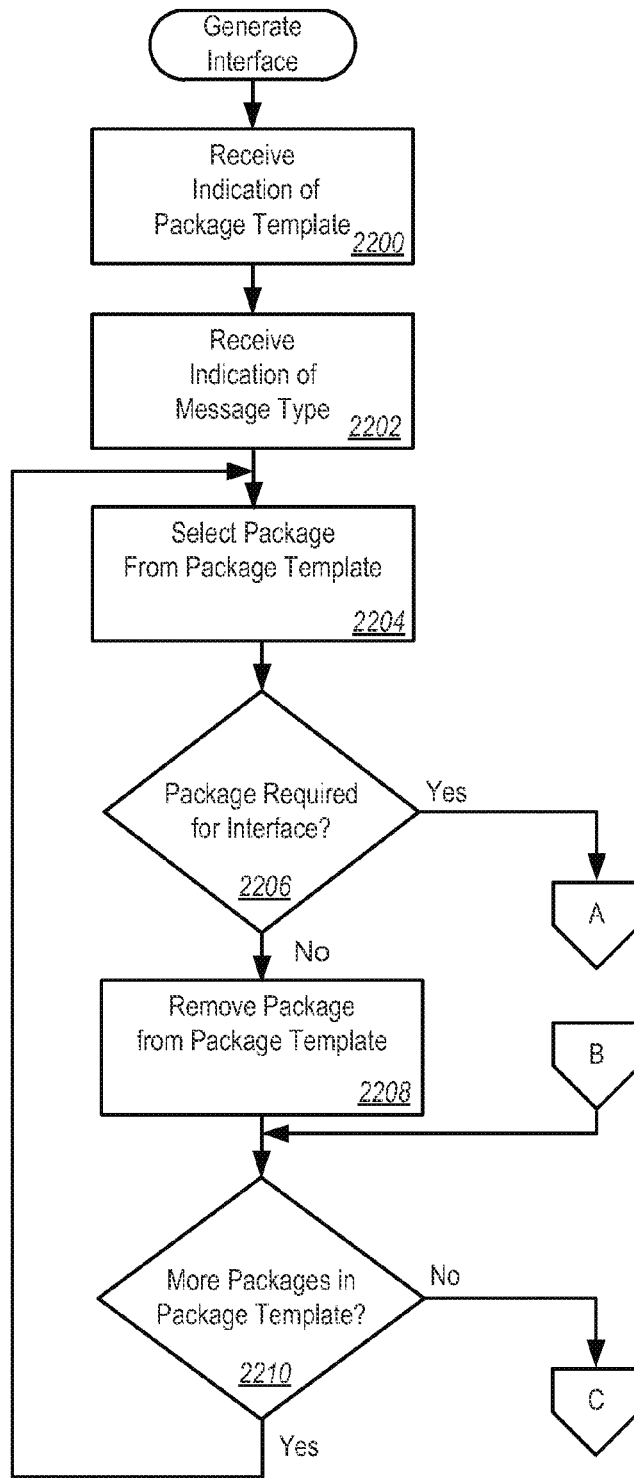 Generate
Interface
Receive
Indication of
Package Template
2200
Receive
Indication of
Message Type
2202
Select Package
From Package Template
2204
Package Required
for Interface?
2206
Yes
A
No
Remove Package
from Package Template
2208
B
More Packages in
Package Template?
2210
No
C
Yes